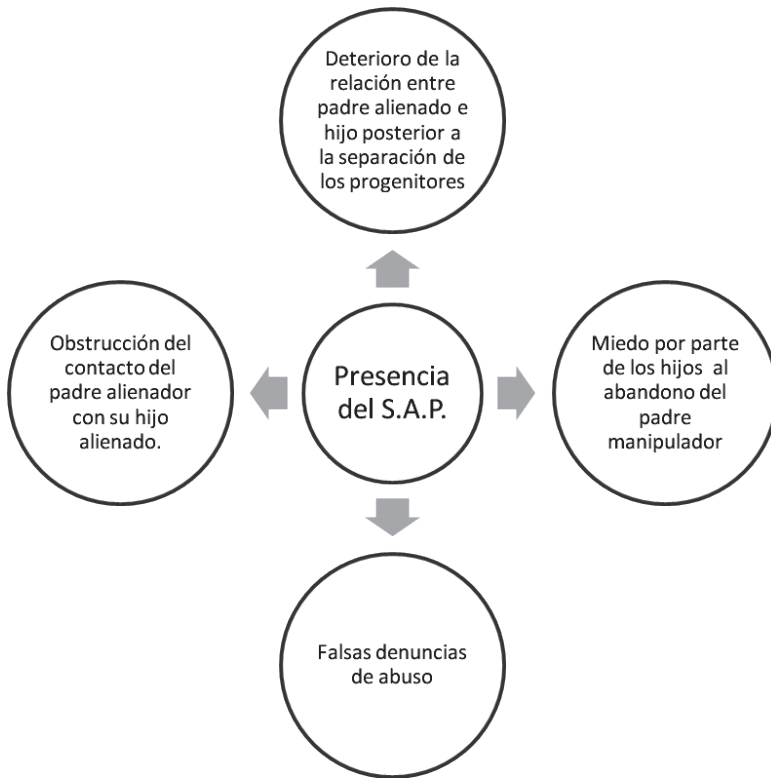 Deterioro de la
relación entre
padre alienado e
hijo posterior a
la separación de
los progenitores
Obstrucción del
contacto del
padre alienador
con su hijo
alienado.
Presencia
del S.A.P.
Miedo por parte
de los hijos al
abandono del
padre
manipulador
Falsas denuncias
de abuso